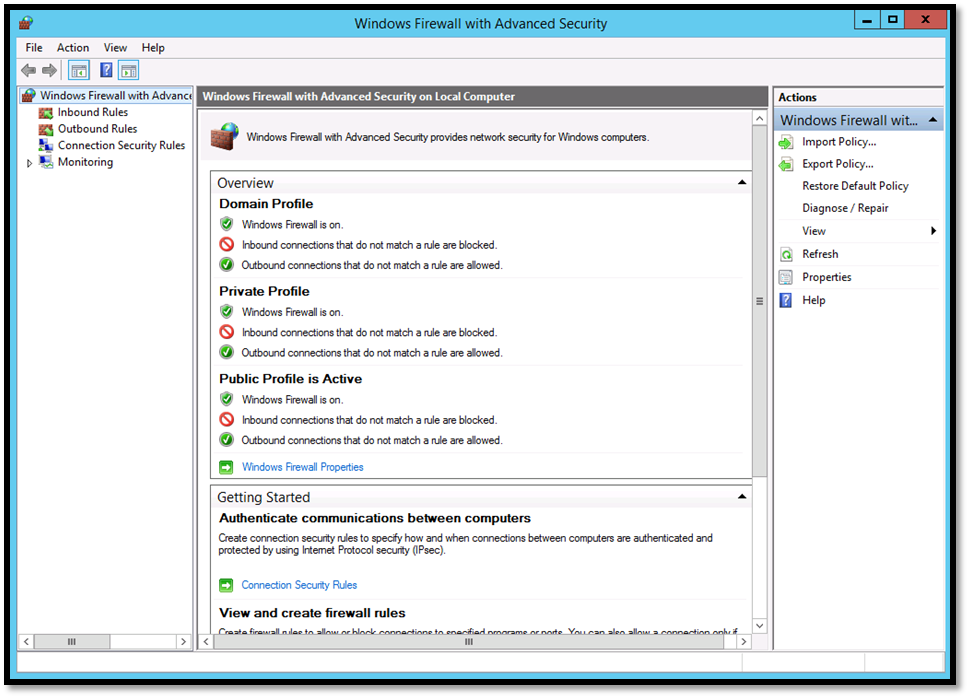 Windows Firewall with Advanced Security
File Action View Help
Windows Firewall with Advance
Inbound Rules
Outbound Rules
Connection Security Rules
Monitoring
Windows Firewall with Advanced Security on Local Computer
Windows Firewall with Advanced Security provides network security for Windows computers.
Overview
Domain Profile
Windows Firewall is on.
Inbound connections that do not match a rule are blocked.
Outbound connections that do not match a rule are allowed.
Private Profile
Windows Firewall is on.
Inbound connections that do not match a rule are blocked.
Outbound connections that do not match a rule are allowed.
Public Profile is Active
Windows Firewall is on.
Inbound connections that do not match a rule are blocked.
Outbound connections that do not match a rule are allowed.
Windows Firewall Properties
Getting Started
Authenticate communications between computers
Create connection security rules to specify how and when connections between computers are authenticated and
protected by using Internet Protocol security (IPsec).
Connection Security Rules
View and create firewall rules
Create firewall rules to allow or block connections to specified programs or ports. You can also allow a connection only if
Actions
Windows Firewall wit...
Import Policy...
Export Policy...
Restore Default Policy
Diagnose / Repair
View
Refresh
Properties
Help